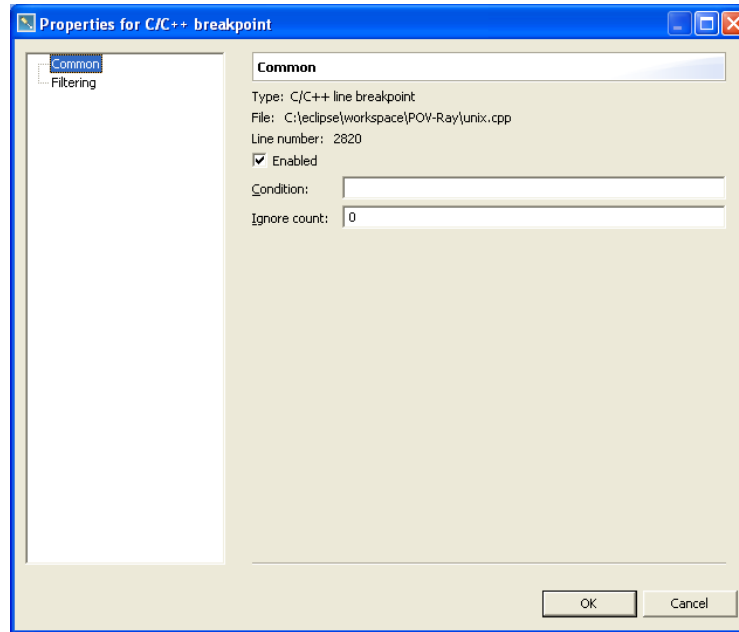 Properties for C/C++ breakpoint
Common
Filtering
Common
Type: C/C++ line breakpoint
File: C:\eclipse\workspace\POV-Ray\unix.cpp
Line number: 2820
Enabled
Condition:
Ignore count: 0
OK Cancel